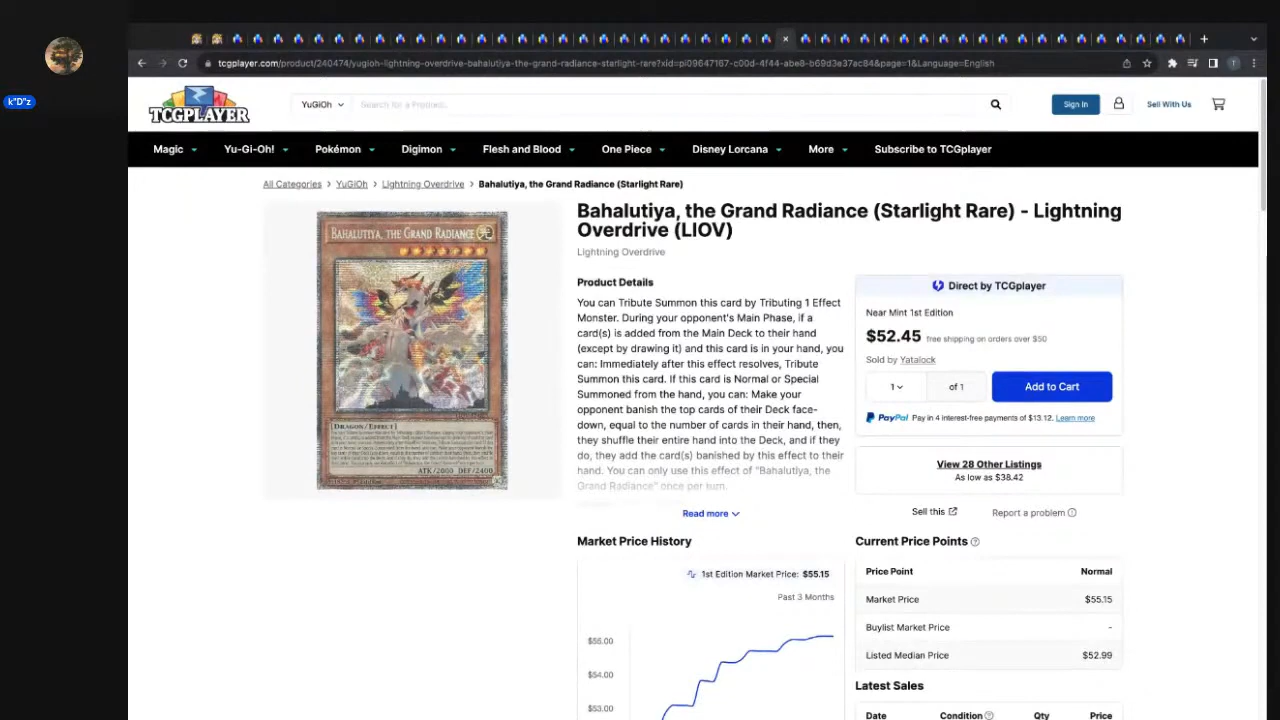 tcgplayer.com/product/240474/yugioh-lightning-overdrive-bahalutiya-the-grand-radiance-starlight-rare?xid=pi09647167-c00d-4f44-abe8-b69d3e37ac84&page=1&Language=English
k"D"z
TCGPLAYER
YuGiOh
Search for a Product...
Sign In
Sell With Us
Magic
Yu-Gi-Oh!
Pokémon
Digimon
Flesh and Blood
One Piece
Disney Lorcana
More
Subscribe to TCGplayer
All Categories > YuGiOh > Lightning Overdrive > Bahalutiya, the Grand Radiance (Starlight Rare)
BAHALUTIYA, THE GRAND RADIANCE
[DRAGON/EFFECT]
ATK/2000 DEF/2400
Bahalutiya, the Grand Radiance (Starlight Rare) - Lightning
Overdrive (LIOV)
Lightning Overdrive
Product Details
You can Tribute Summon this card by Tributing 1 Effect
Monster. During your opponent's Main Phase, if a
card(s) is added from the Main Deck to their hand
(except by drawing it) and this card is in your hand, you
can: Immediately after this effect resolves, Tribute
Summon this card. If this card is Normal or Special
Summoned from the hand, you can: Make your
opponent banish the top cards of their Deck face-
down, equal to the number of cards in their hand, then,
they shuffle their entire hand into the Deck, and if they
do, they add the card(s) banished by this effect to their
hand. You can only use this effect of "Bahalutiya, the
Grand Radiance" once per turn.
Read more
Direct by TCGplayer
Near Mint 1st Edition
$52.45 free shipping on orders over $50
Sold by Yatalock
1
of 1
Add to Cart
PayPal Pay in 4 interest-free payments of $13.12. Learn more
View 28 Other Listings
As low as $38.42
Sell this
Report a problem
Market Price History
1st Edition Market Price: $55.15
Past 3 Months
$55.00
$54.00
$53.00
Current Price Points
Price Point Normal
Market Price $55.15
Buylist Market Price -
Listed Median Price $52.99
Latest Sales
Date Condition Qty Price